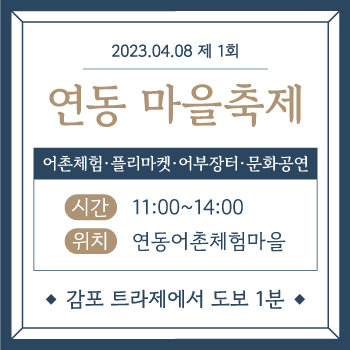 2023.04.08 제 1회
연동 마을축제
어촌체험·플리마켓·어부장터·문화공연
시간 11:00~14:00
위치 연동어촌체험마을
◆ 감포 트라제에서 도보 1분 ◆